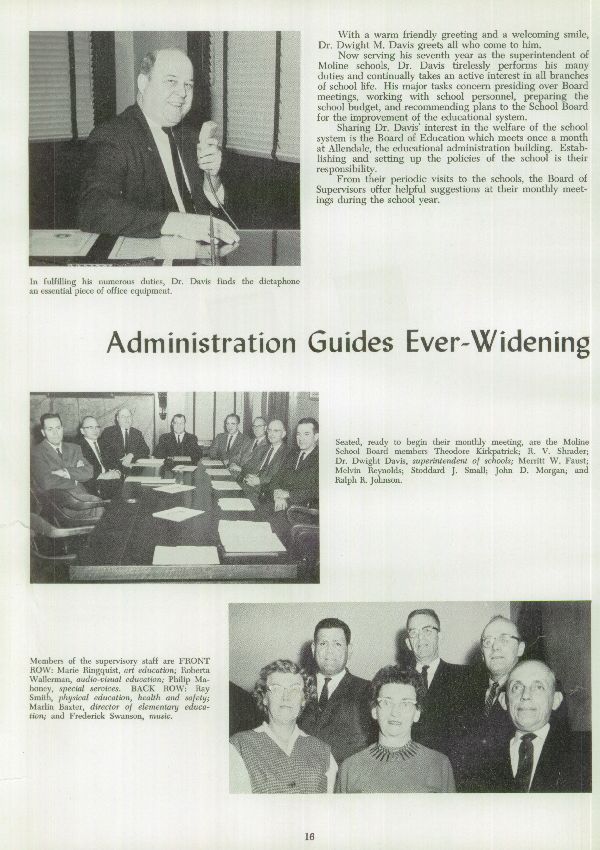 With a warm friendly greeting and a welcoming smile,
Dr. Dwight M. Davis greets all who come to him.
Now serving his seventh year as the superintendent of
Moline schools, Dr. Davis tirelessly performs his many
duties and continually takes an active interest in all branches
of school life. His major tasks concern presiding over Board
meetings, working with school personnel, preparing the
school budget, and recommending plans to the School Board
for the improvement of the educational system.
Sharing Dr. Davis' interest in the welfare of the school
system is the Board of Education which meets once a month
at Allendale, the educational administration building. Estab-
lishing and setting up the policies of the school is their
responsibility.
From their periodic visits to the schools, the Board of
Supervisors offer helpful suggestions at their monthly meet-
ings during the school year.
In fulfilling his numerous duties, Dr. Davis finds the dictaphone
an essential piece of office equipment.
Administration Guides Ever-Widening
Seated, ready to begin their monthly meeting, are the Moline
School Board members Theodore Kirkpatrick; R. V. Shrader;
Dr. Dwight Davis, superintendent of schools; Merritt W. Faust;
Melvin Reynolds; Stoddard J. Small; John D. Morgan; and
Ralph R. Johnson.
Members of the supervisory staff are FRONT
ROW: Marie Ringquist, art education; Roberta
Wallerman, audio-visual education; Philip Ma-
honey, special services. BACK ROW: Ray
Smith, physical education, health and safety;
Marlin Baxter, director of elementary educa-
tion; and Frederick Swanson, music.
16